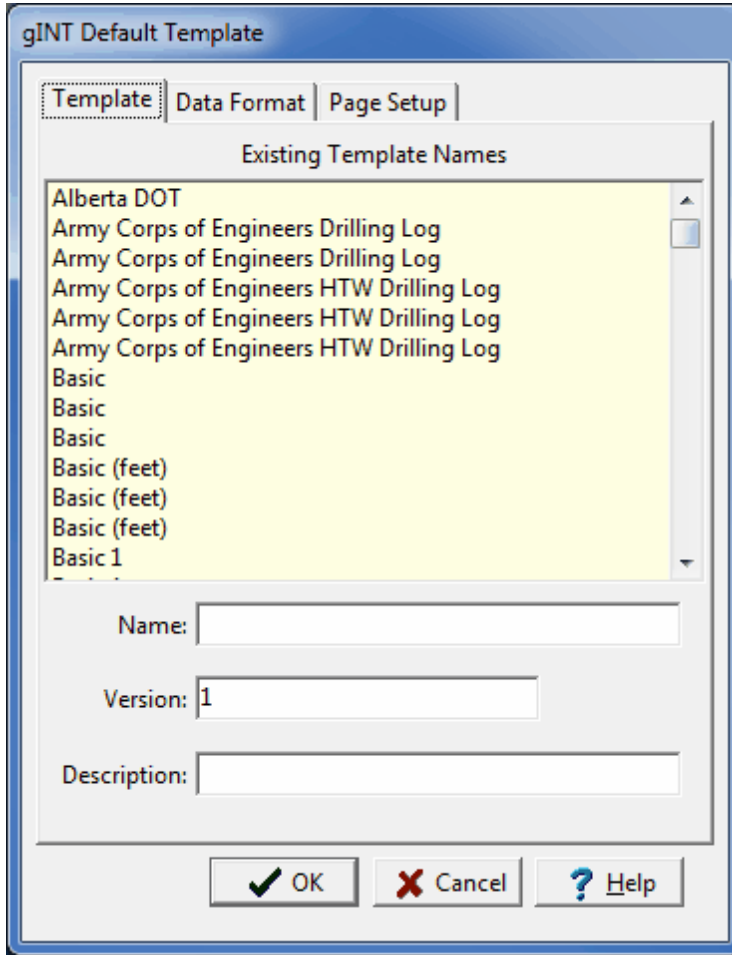 gINT Default Template
Template Data Format Page Setup
Existing Template Names
Alberta DOT
Army Corps of Engineers Drilling Log
Army Corps of Engineers Drilling Log
Army Corps of Engineers HTW Drilling Log
Army Corps of Engineers HTW Drilling Log
Army Corps of Engineers HTW Drilling Log
Basic
Basic
Basic
Basic (feet)
Basic (feet)
Basic (feet)
Basic 1
Name:
Version: 1
Description:
OK Cancel ? Help